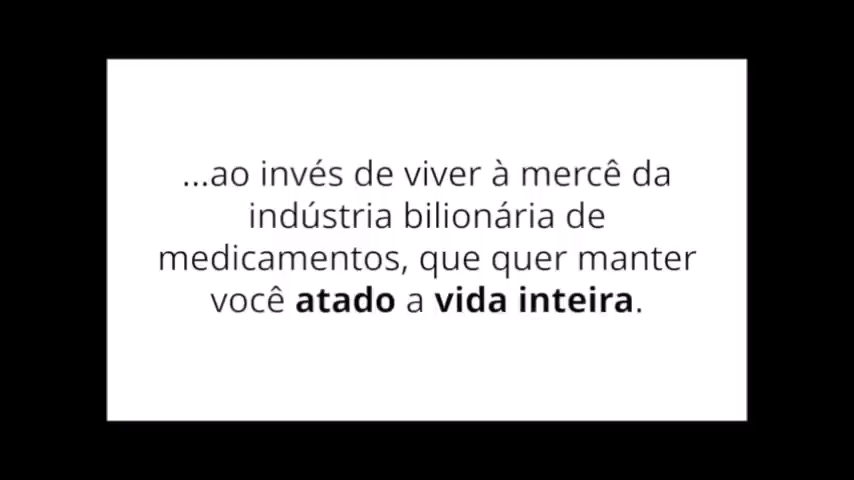 ...ao invés de viver à mercê da
indústria bilionária de
medicamentos, que quer manter
você atado a vida inteira.